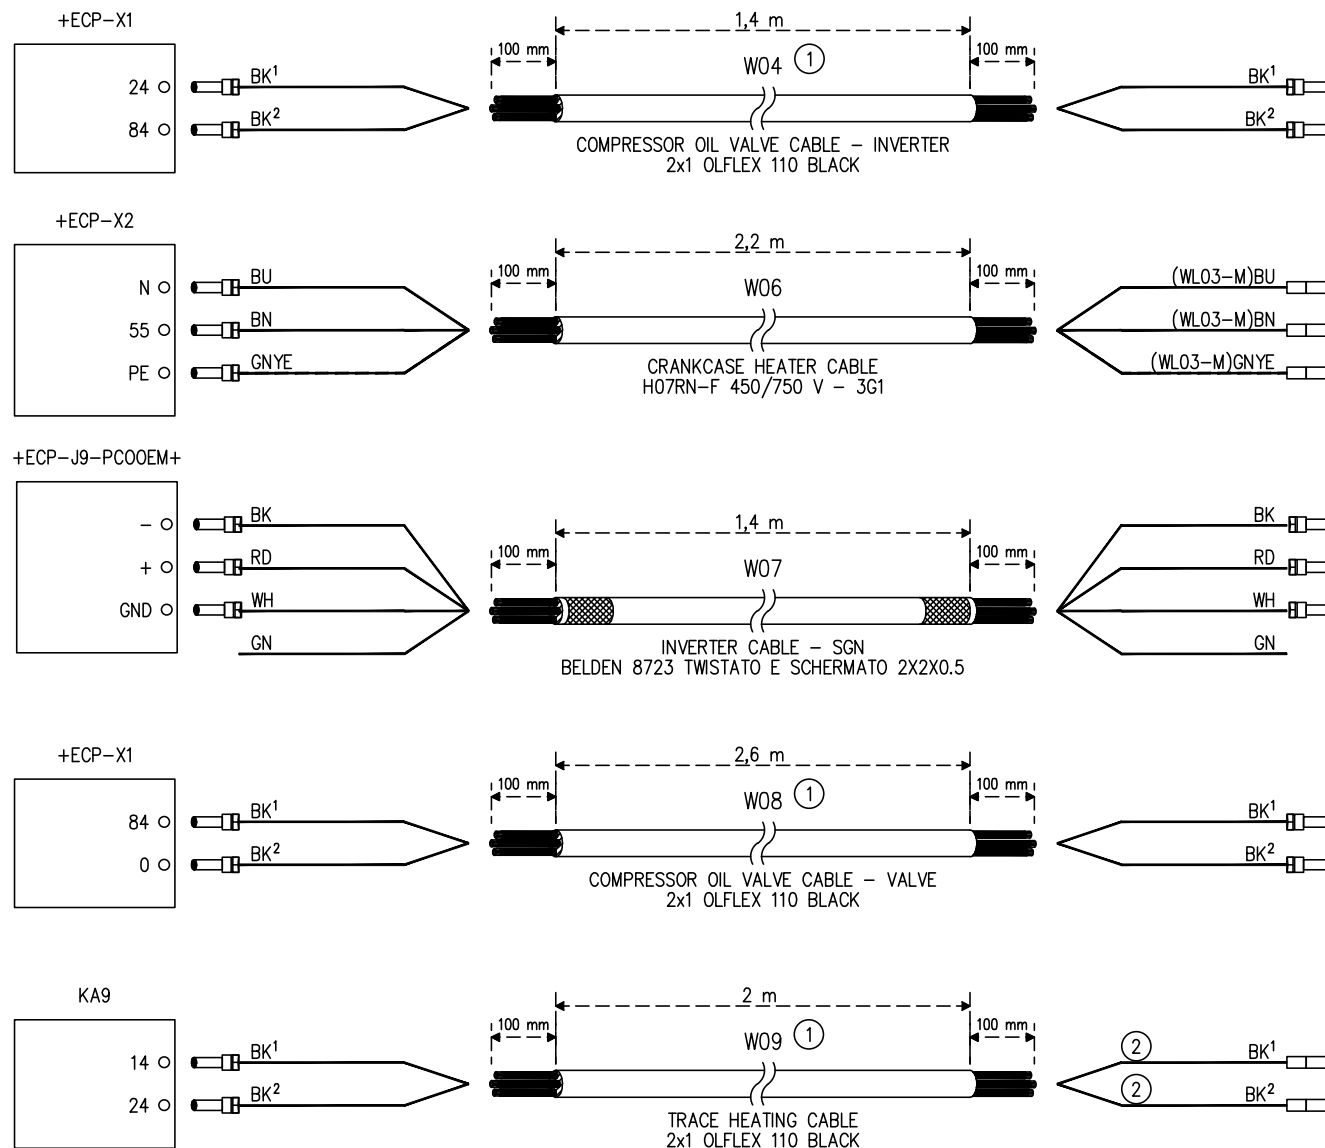 +ECP-X1
1,4 m
100 mm
100 mm
W04 1
24
BK¹
BK¹
84
BK²
BK²
COMPRESSOR OIL VALVE CABLE - INVERTER
2x1 OLFLEX 110 BLACK
+ECP-X2
2,2 m
100 mm
100 mm
W06
N
BU
(WL03-M)BU
55
BN
(WL03-M)BN
PE
GNYE
(WL03-M)GNYE
CRANKCASE HEATER CABLE
H07RN-F 450/750 V - 3G1
+ECP-J9-PCOOEM+
1,4 m
100 mm
100 mm
W07
-
BK
BK
+
RD
RD
GND
WH
WH
GN
GN
INVERTER CABLE - SGN
BELDEN 8723 TWISTATO E SCHERMATO 2X2X0.5
+ECP-X1
2,6 m
100 mm
100 mm
W08 1
84
BK¹
BK¹
0
BK²
BK²
COMPRESSOR OIL VALVE CABLE - VALVE
2x1 OLFLEX 110 BLACK
KA9
2 m
100 mm
100 mm
W09 1
14
BK¹
2
BK¹
24
BK²
2
BK²
TRACE HEATING CABLE
2x1 OLFLEX 110 BLACK